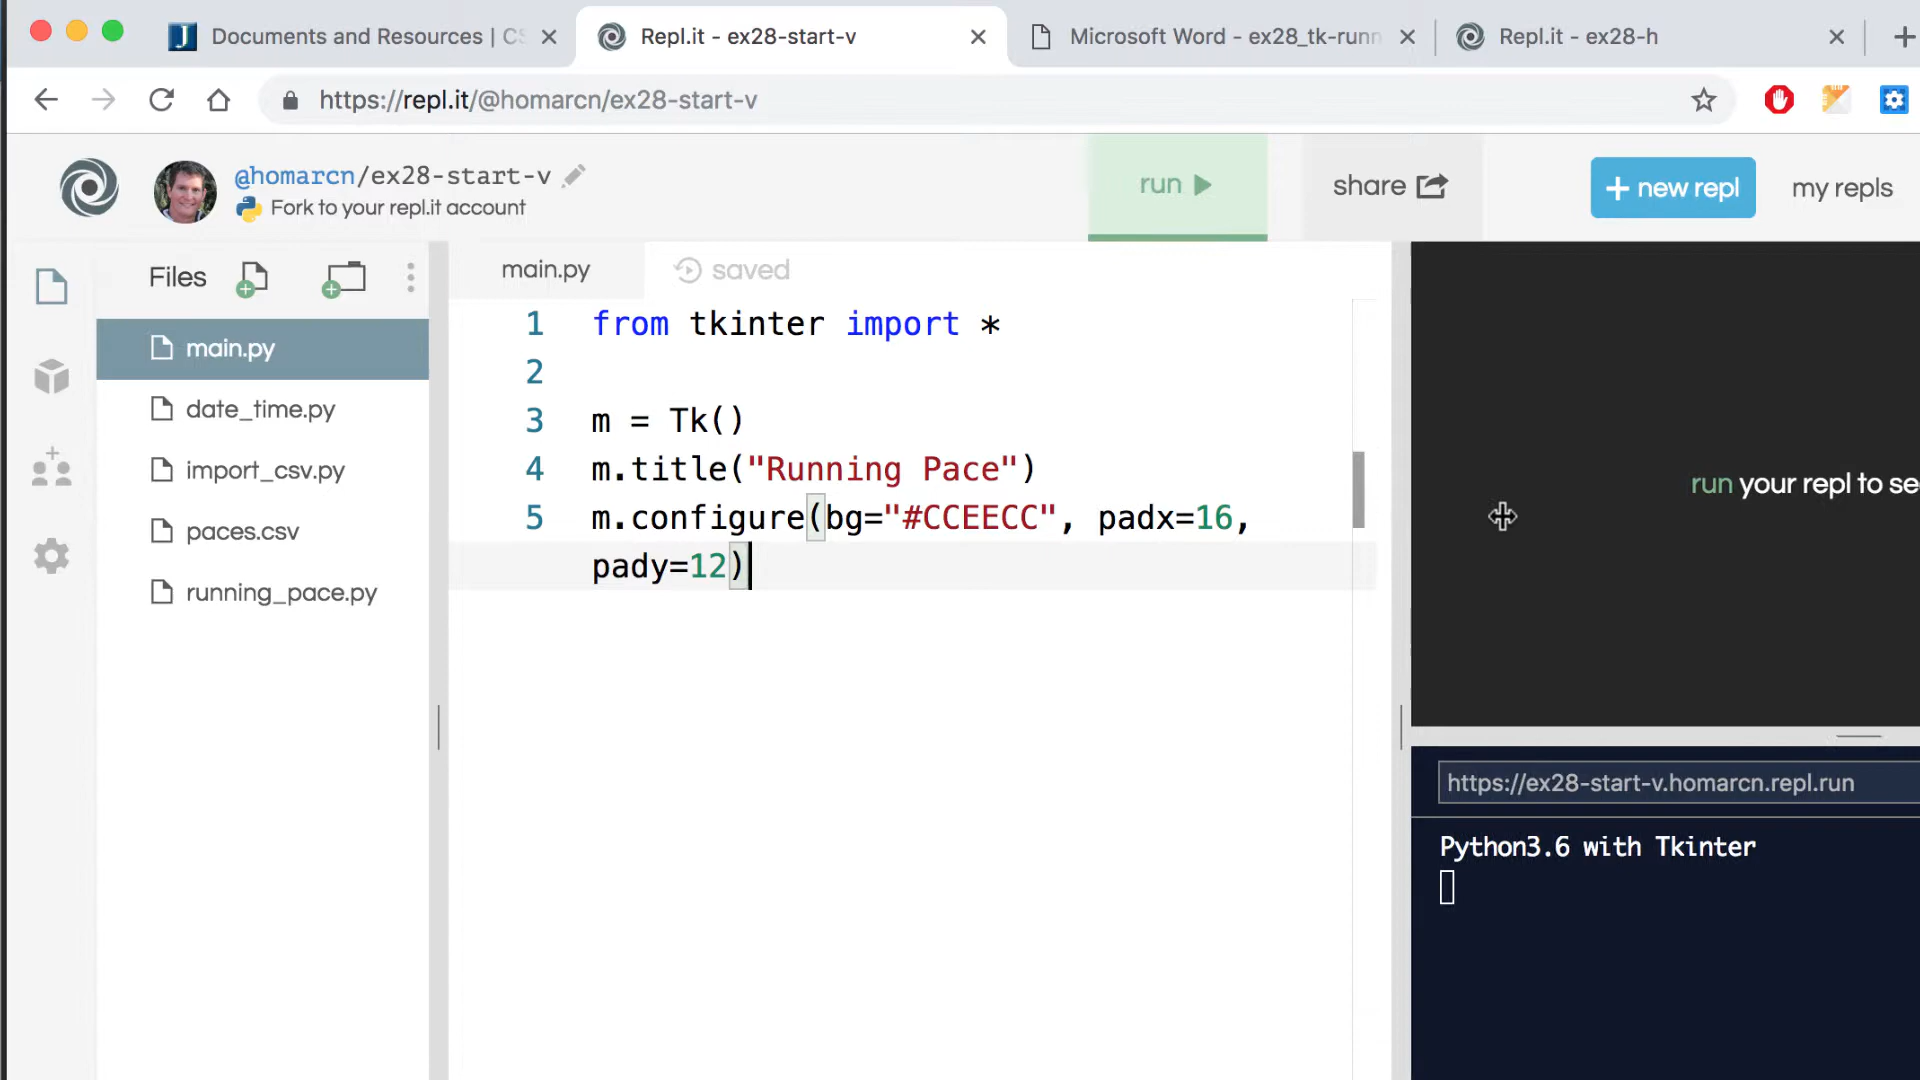 Documents and Resources | CS
Repl.it - ex28-start-v
Microsoft Word - ex28_tk-runn
Repl.it - ex28-h
https://repl.it/@homarcn/ex28-start-v
@homarcn/ex28-start-v
Fork to your repl.it account
run
share
+ new repl
my repls
Files
main.py
date_time.py
import_csv.py
paces.csv
running_pace.py
main.py
saved
1 from tkinter import *
2
3 m = Tk()
4 m.title("Running Pace")
5 m.configure(bg="#CCEECC", padx=16,
pady=12)
run your repl to se
https://ex28-start-v.homarcn.repl.run
Python3.6 with Tkinter